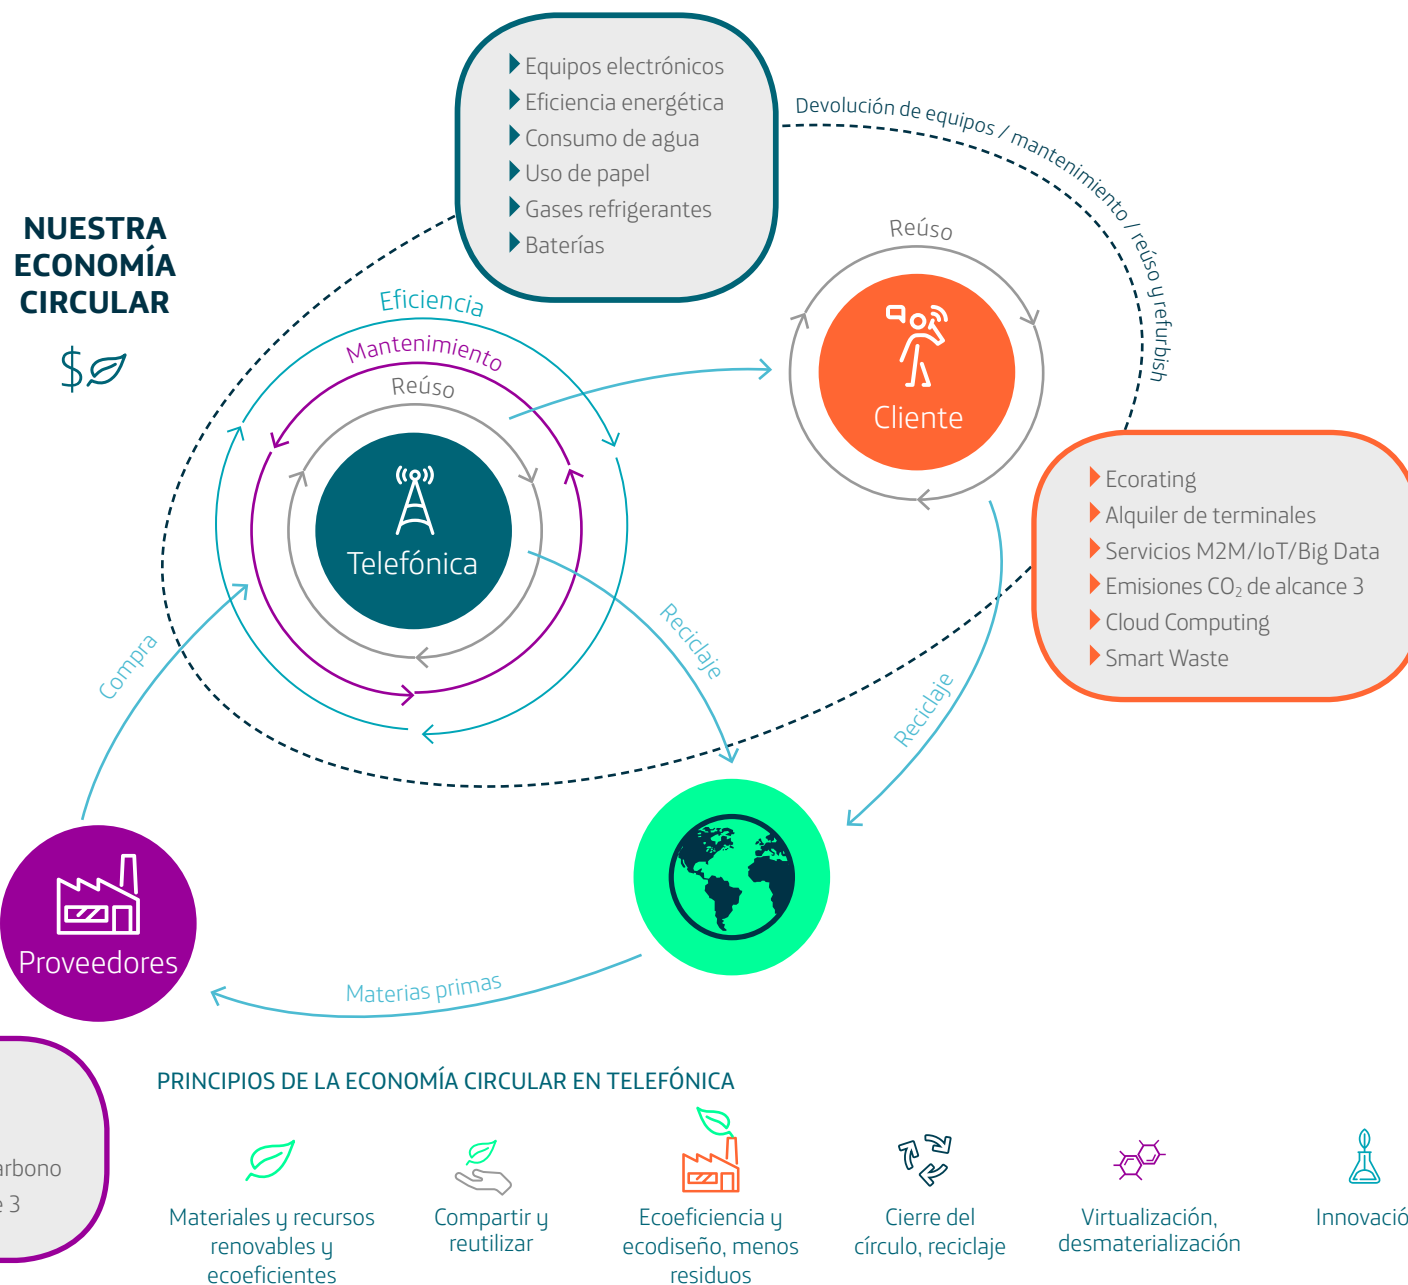 Equipos electrónicos
Eficiencia energética
Consumo de agua
Uso de papel
Gases refrigerantes
Baterías
Devolución de equipos / mantenimiento / reúso y refurbish
NUESTRA
ECONOMÍA
CIRCULAR
Reúso
Cliente
Eficiencia
Mantenimiento
Reúso
Telefónica
Ecorating
Alquiler de terminales
Servicios M2M/IoT/Big Data
Emisiones CO₂ de alcance 3
Cloud Computing
Smart Waste
Compra
Reciclaje
Reciclaje
Proveedores
Materias primas
PRINCIPIOS DE LA ECONOMÍA CIRCULAR EN TELEFÓNICA
3
Materiales y recursos
renovables y
ecoeficientes
Compartir y
reutilizar
Ecoeficiencia y
ecodiseño, menos
residuos
Cierre del
círculo, reciclaje
Virtualización,
desmaterialización